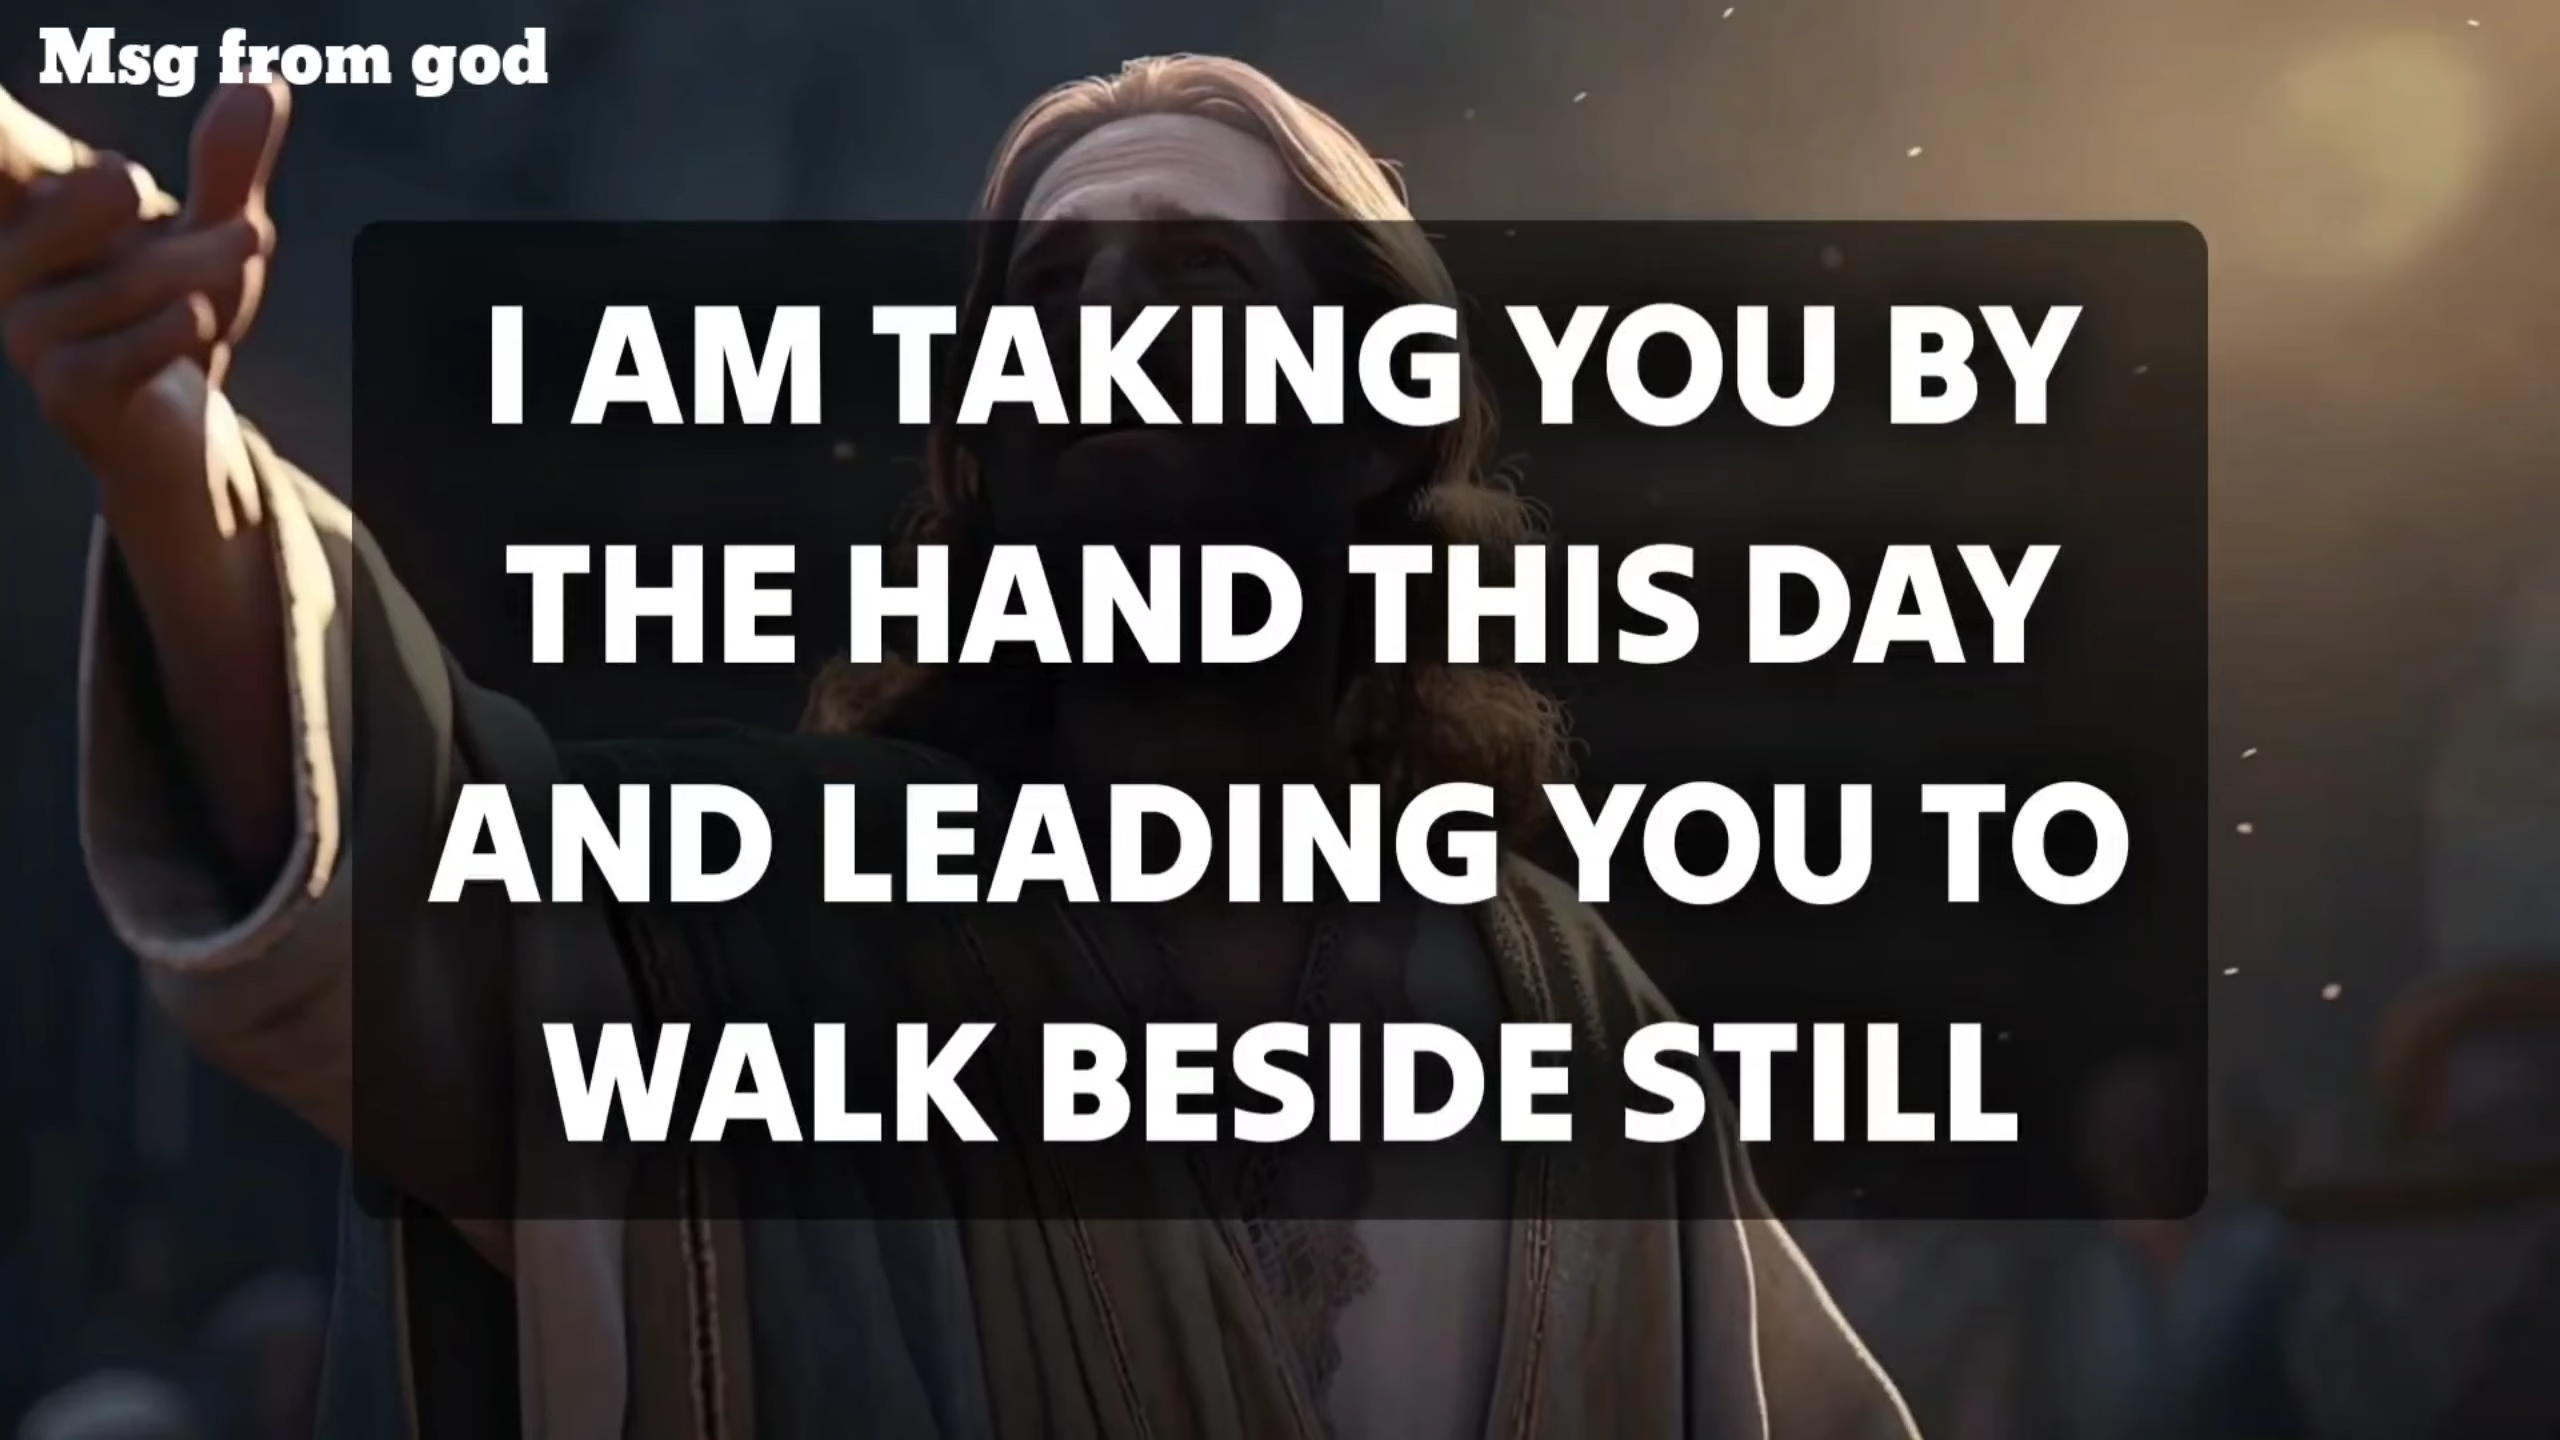 Msg from god
I AM TAKING YOU BY
THE HAND THIS DAY
AND LEADING YOU TO
WALK BESIDE STILL